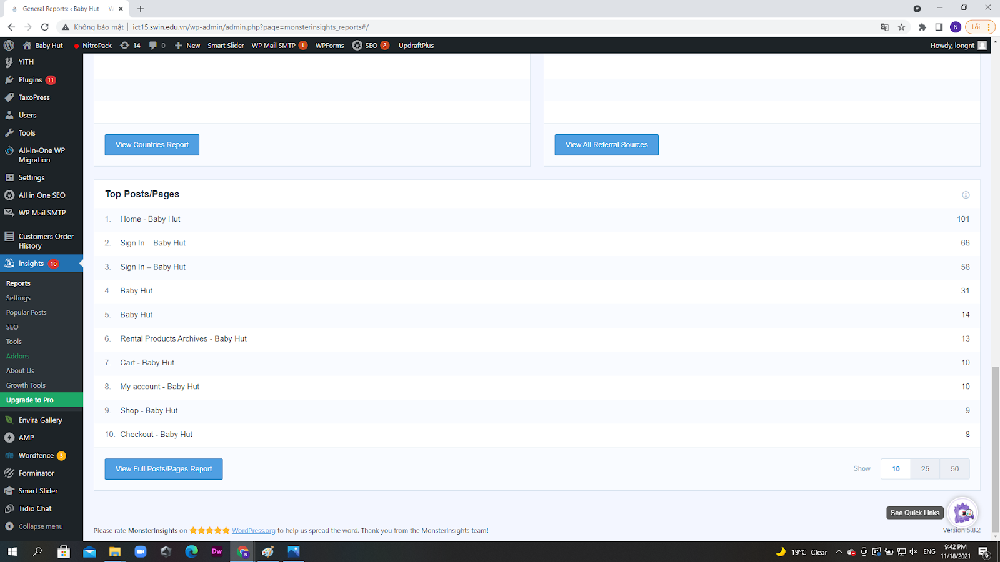 General Reports: ‹ Baby Hut — W
Không bảo mật | ict15.swin.edu.vn/wp-admin/admin.php?page=monsterinsights_reports#/
N
Lỗi
Baby Hut
NitroPack
14
0
New
Smart Slider
WP Mail SMTP !
WPForms
SEO 2
UpdraftPlus
Howdy, longnt
YITH
Plugins 11
TaxoPress
Users
Tools
All-in-One WP
Migration
Settings
All in One SEO
WP Mail SMTP
Customers Order
History
Insights 10
Reports
Settings
Popular Posts
SEO
Tools
Addons
About Us
Growth Tools
Upgrade to Pro
Envira Gallery
AMP
Wordfence 3
Forminator
Smart Slider
Tidio Chat
Collapse menu
View Countries Report
View All Referral Sources
Top Posts/Pages
1. Home - Baby Hut 101
2. Sign In – Baby Hut 66
3. Sign In – Baby Hut 58
4. Baby Hut 31
5. Baby Hut 14
6. Rental Products Archives - Baby Hut 13
7. Cart - Baby Hut 10
8. My account - Baby Hut 10
9. Shop - Baby Hut 9
10. Checkout - Baby Hut 8
View Full Posts/Pages Report
Show 10 25 50
See Quick Links
Please rate MonsterInsights on ★★★★★ WordPress.org to help us spread the word. Thank you from the MonsterInsights team!
Version 5.8.2
Dw
N
19°C Clear
ENG
9:42 PM
11/18/2021
6